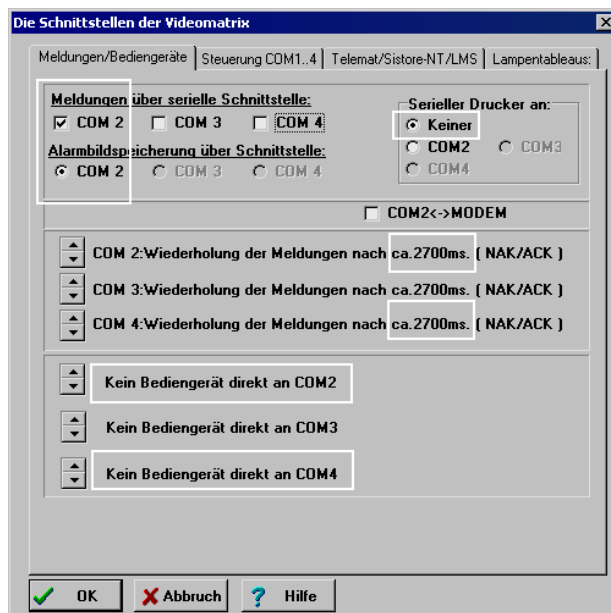 Die Schnittstellen der Videomatrix
Meldungen/Bediengeräte
Steuerung COM1..4
Telemat/Sistore-NT/LMS
Lampentableaus:
Meldungen über serielle Schnittstelle:
COM 2
COM 3
COM 4
Alarmbildspeicherung über Schnittstelle:
COM 2
COM 3
COM 4
Serieller Drucker an:
Keiner
COM2
COM3
COM4
COM2<->MODEM
COM 2:Wiederholung der Meldungen nach ca.2700ms. ( NAK/ACK )
COM 3:Wiederholung der Meldungen nach ca.2700ms. ( NAK/ACK )
COM 4:Wiederholung der Meldungen nach ca.2700ms. ( NAK/ACK )
Kein Bediengerät direkt an COM2
Kein Bediengerät direkt an COM3
Kein Bediengerät direkt an COM4
OK
Abbruch
Hilfe